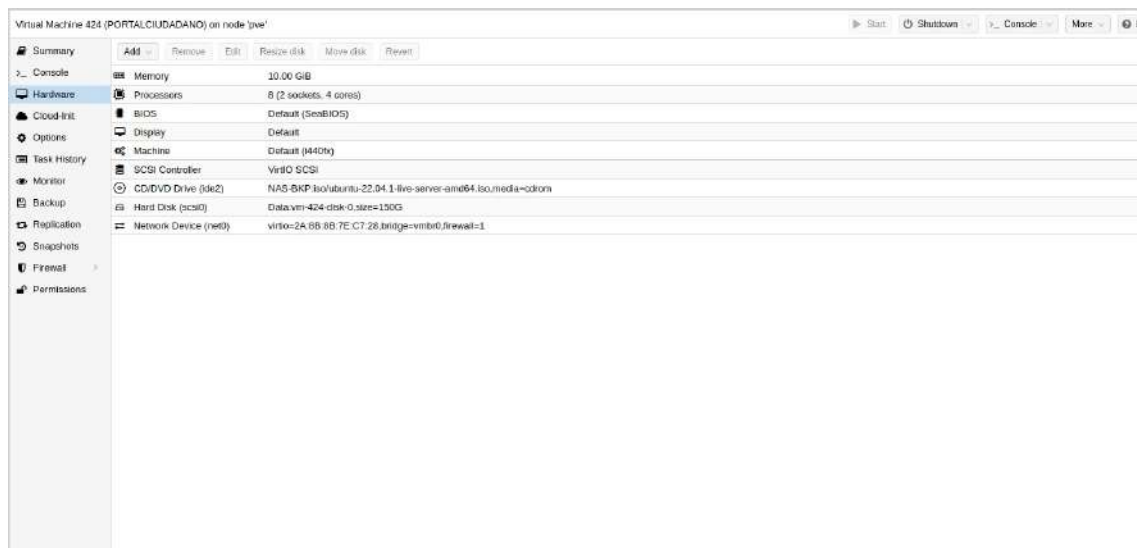 Virtual Machine 424 (PORTALCIUDADANO) on node 'pve'
Start Shutdown Console More
Summary
Console
Hardware
Cloud-Init
Options
Task History
Monitor
Backup
Replication
Snapshots
Firewall
Permissions
Add Remove Edit Resize disk Move disk Revert
Memory 10.00 GiB
Processors 8 (2 sockets, 4 cores)
BIOS Default (SeaBIOS)
Display Default
Machine Default (i440fx)
SCSI Controller VirtIO SCSI
CD/DVD Drive (ide2) NAS-BKP:iso/ubuntu-22.04.1-live-server-amd64.iso,media=cdrom
Hard Disk (scsi0) Data:vm-424-disk-0,size=150G
Network Device (net0) virtio=2A:8B:8B:7E:C7:28,bridge=vmbr0,firewall=1